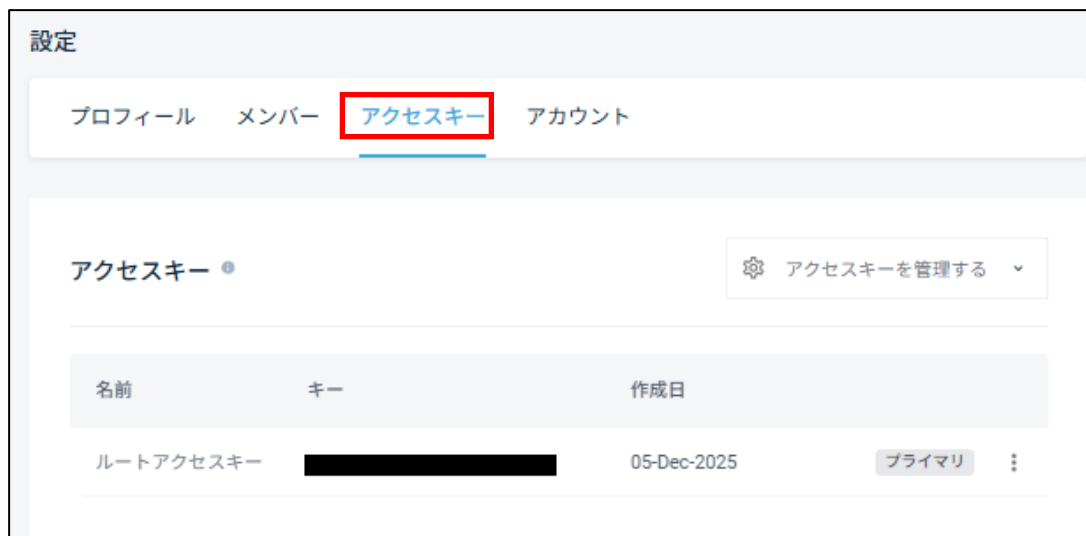 設定
プロフィール メンバー アクセスキー アカウント
アクセスキー
アクセスキーを管理する
名前 キー 作成日
ルートアクセスキー 05-Dec-2025 プライマリ